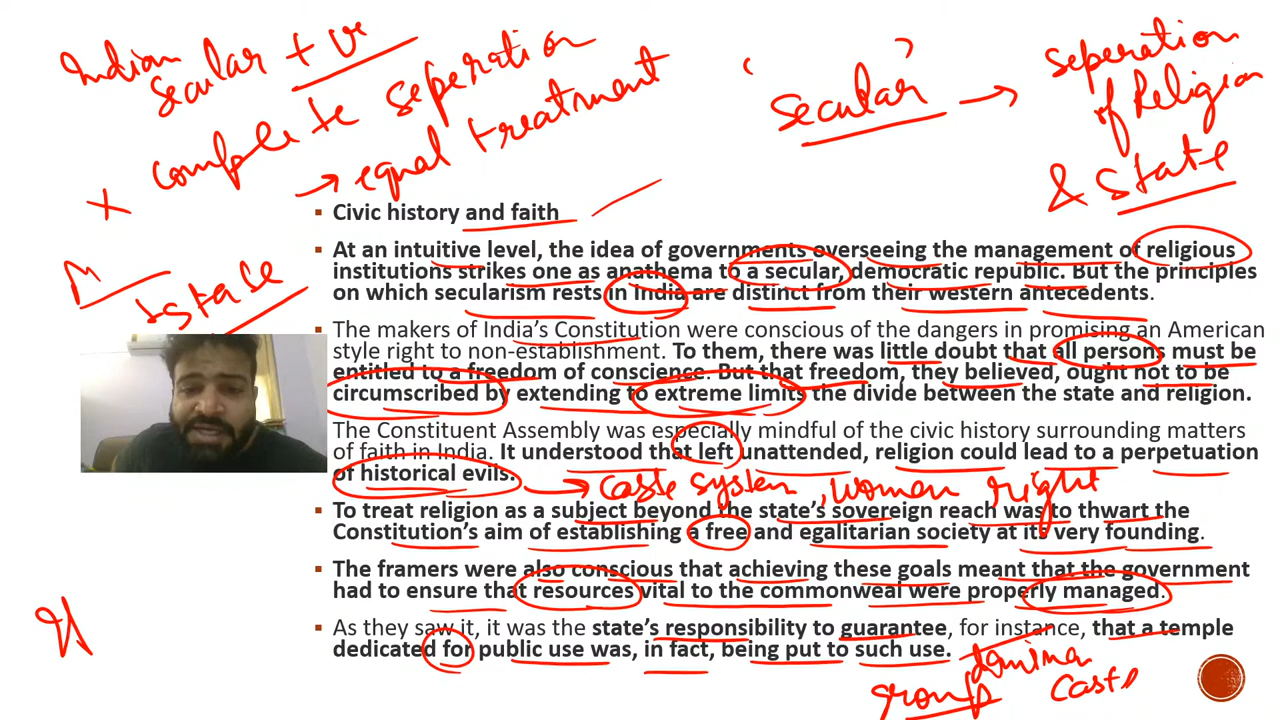 Indian
secular + ve
× complete seperation
→ equal treatment
' secular ' → seperation
of Religion
& state
Civic history and faith
At an intuitive level, the idea of governments overseeing the management of religious
institutions strikes one as anathema to a secular, democratic republic. But the principles
on which secularism rests in India are distinct from their western antecedents.
The makers of India's Constitution were conscious of the dangers in promising an American
style right to non-establishment. To them, there was little doubt that all persons must be
entitled to a freedom of conscience. But that freedom, they believed, ought not to be
circumscribed by extending to extreme limits the divide between the state and religion.
The Constituent Assembly was especially mindful of the civic history surrounding matters
of faith in India. It understood that left unattended, religion could lead to a perpetuation
of historical evils. → caste system, women right
To treat religion as a subject beyond the state's sovereign reach was to thwart the
Constitution's aim of establishing a free and egalitarian society at its very founding.
The framers were also conscious that achieving these goals meant that the government
had to ensure that resources vital to the commonweal were properly managed.
As they saw it, it was the state's responsibility to guarantee, for instance, that a temple
dedicated for public use was, in fact, being put to such use.
group
Caste